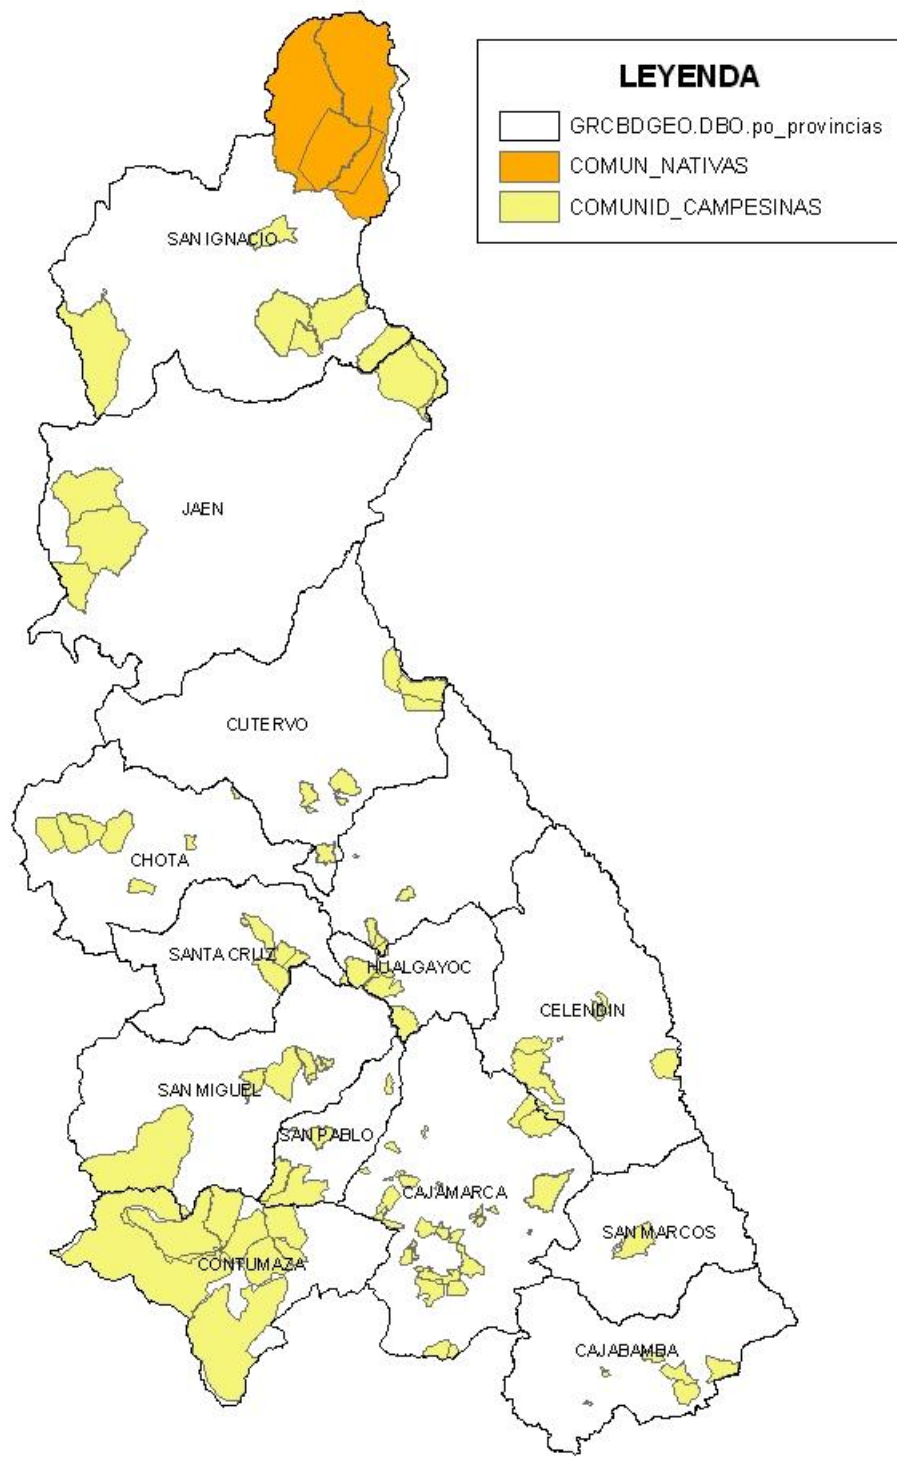 LEYENDA
GRCBDGEO.DBO.po_provincias
COMUN_NATIVAS
COMUNID_CAMPESINAS
SAN IGNACIO
JAEN
CUTERVO
CHOTA
SANTA CRUZ
HUALGAYOC
CELENDIN
SAN MIGUEL
SAN PABLO
CAJAMARCA
SAN MARCOS
CONTUMAZA
CAJABAMBA